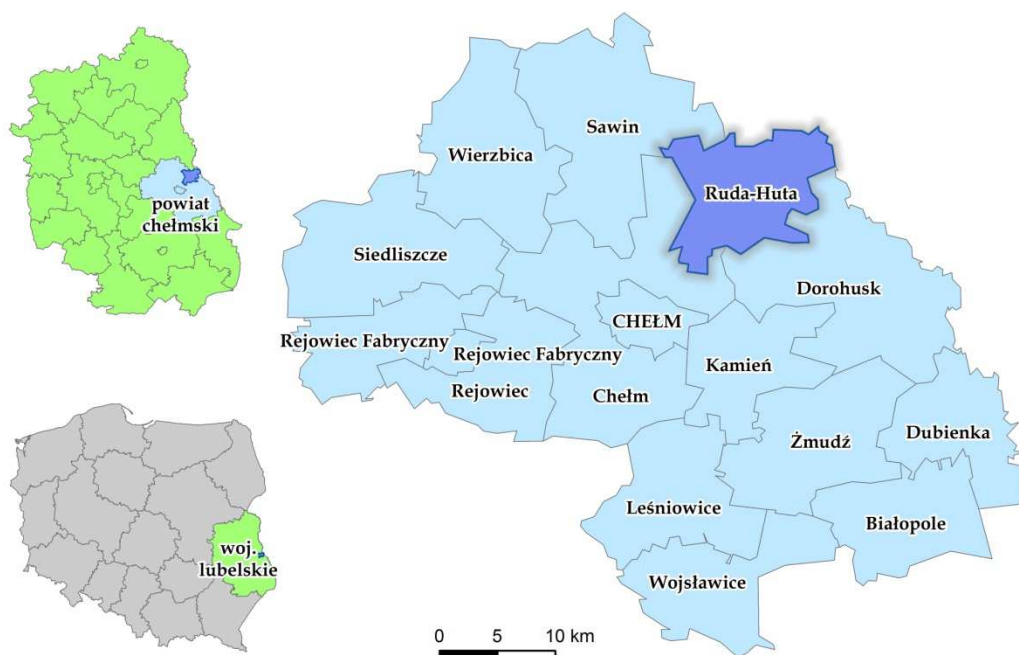 powiat
chełmski
woj.
lubelskie
Sawin
Wierzbica
Ruda-Huta
Siedliszcze
Dorohusk
CHEŁM
Rejowiec Fabryczny
Rejowiec Fabryczny
Kamień
Rejowiec
Chełm
Żmudź
Dubienka
Leśniowice
Białopole
Wojsławice
0 5 10 km